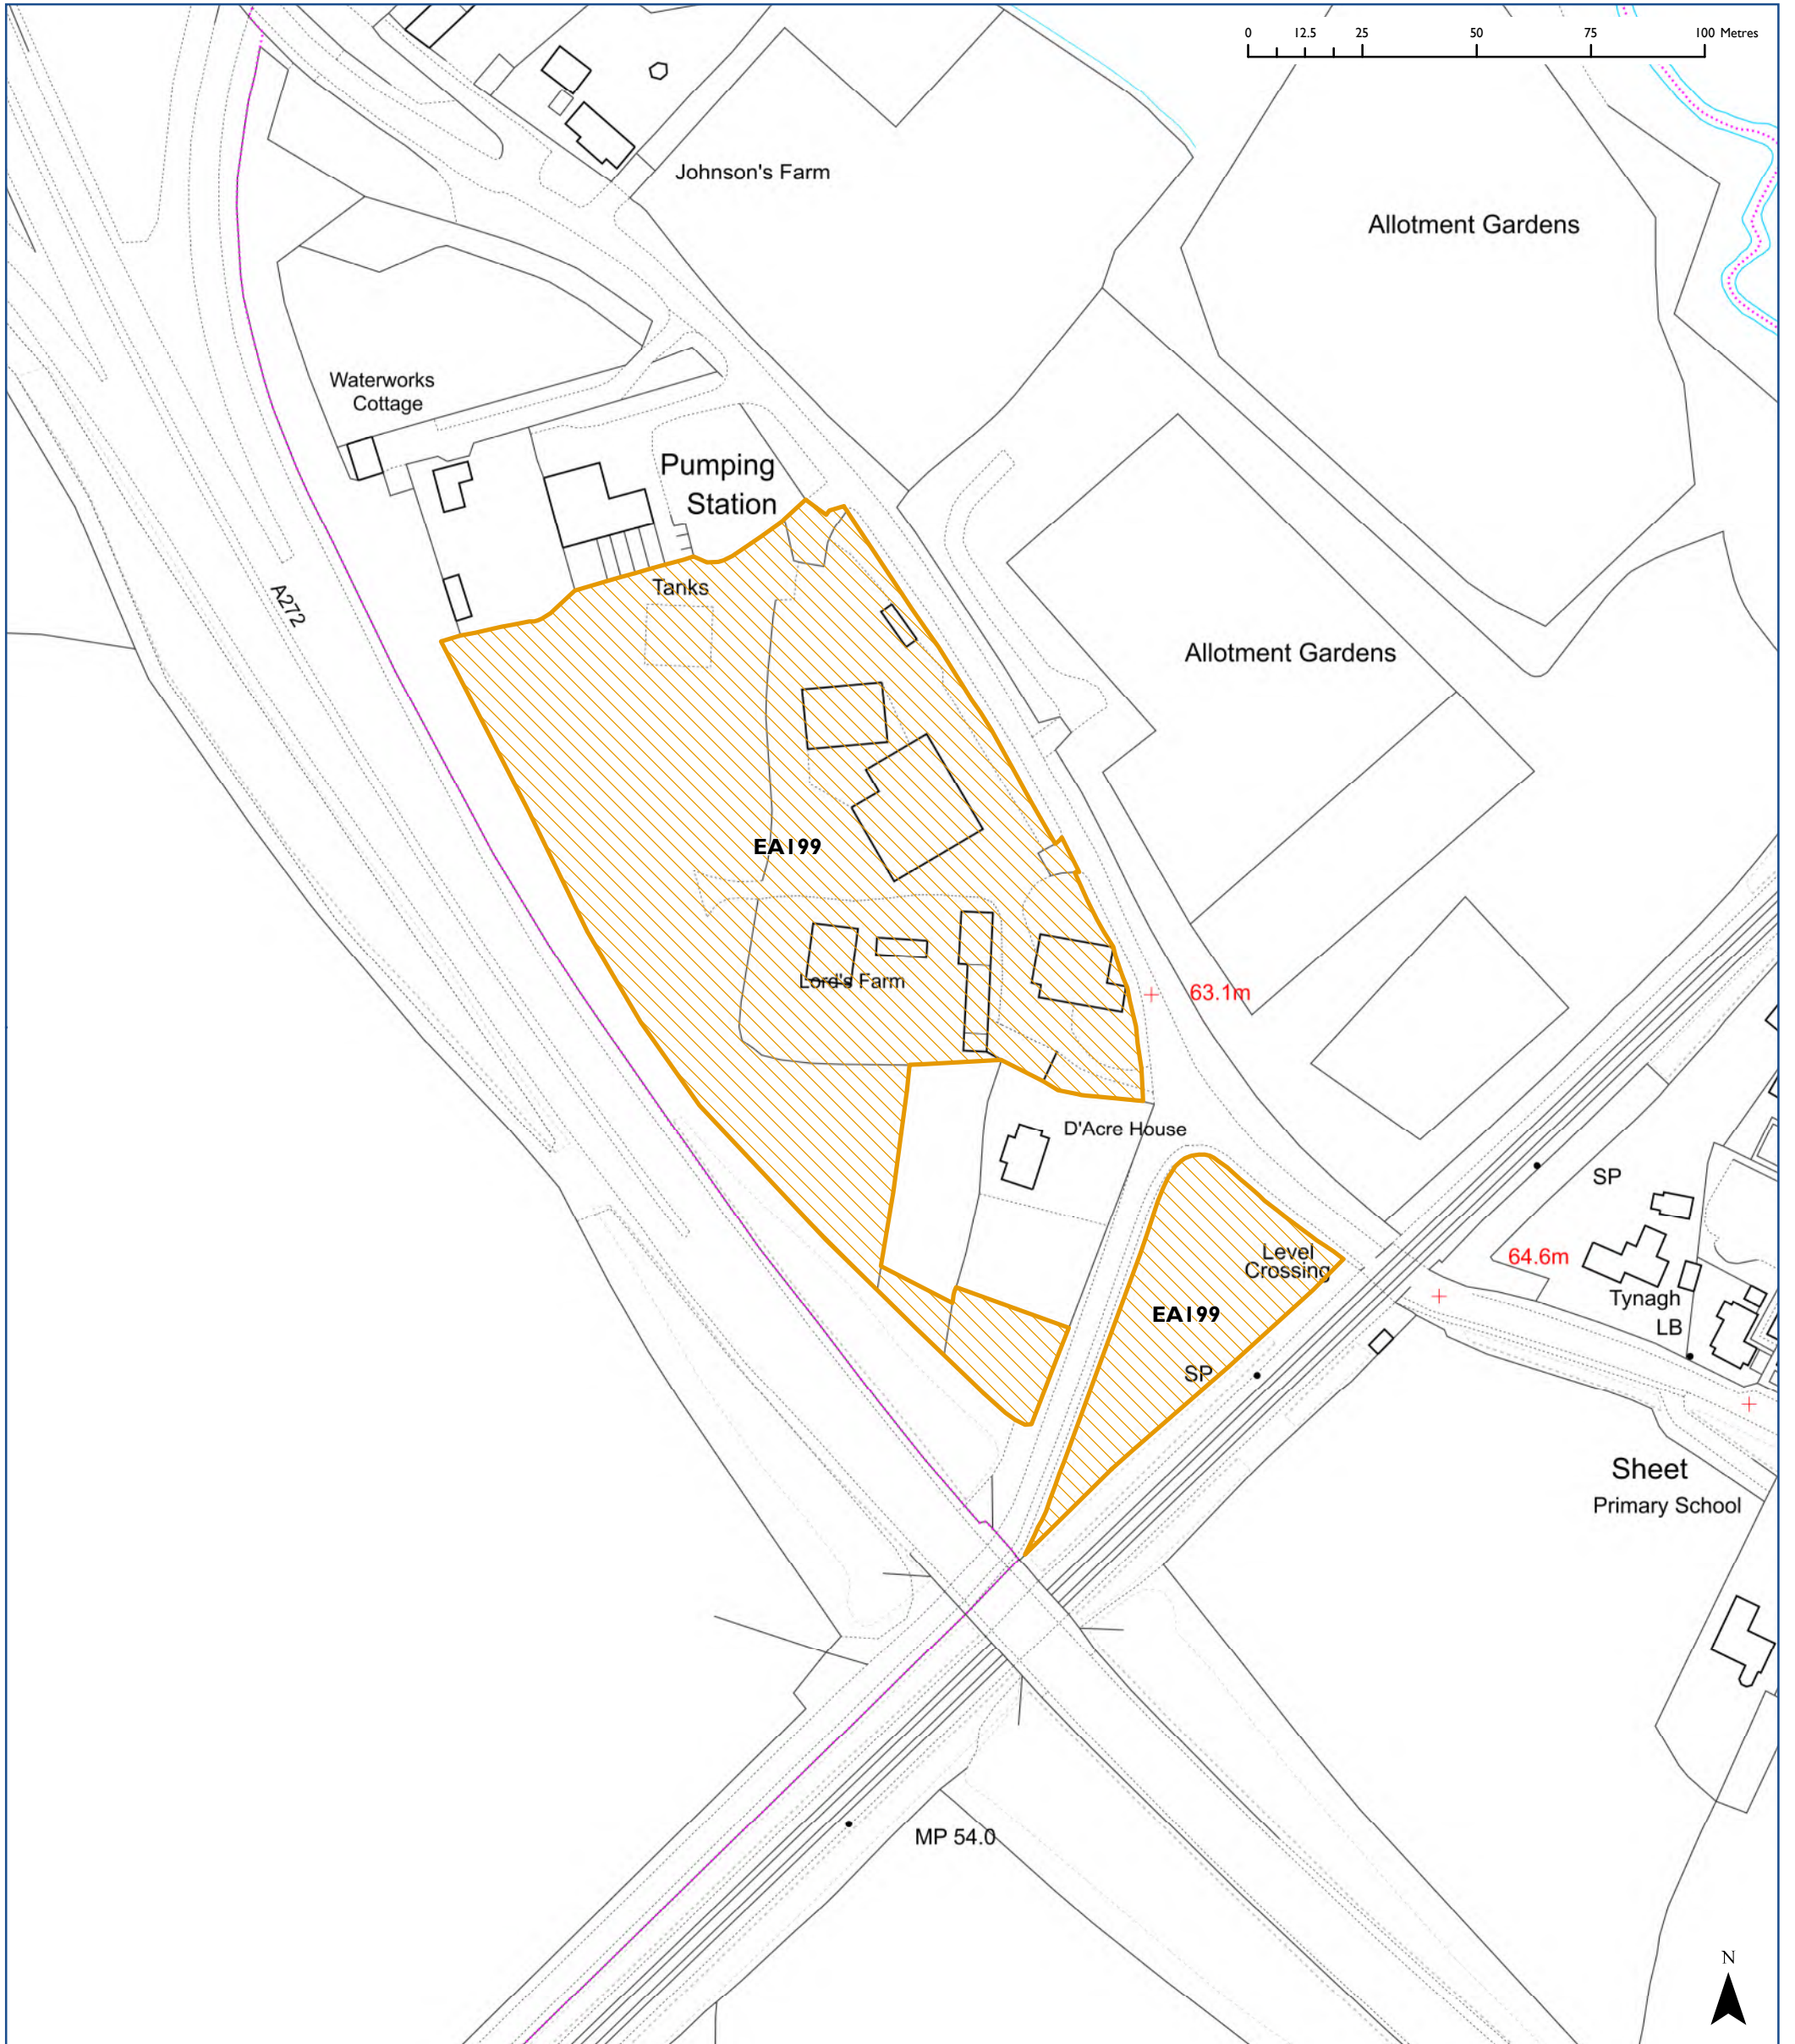 0 12.5 25 50 75 100 Metres
Johnson's Farm
Allotment Gardens
Waterworks
Cottage
Pumping
Station
Tanks
A272
Allotment Gardens
EA199
Lord's Farm
63.1m
D'Acre House
SP
Level
Crossing
64.6m
Tynagh
EA199
LB
SP
Sheet
Primary School
MP 54.0
N